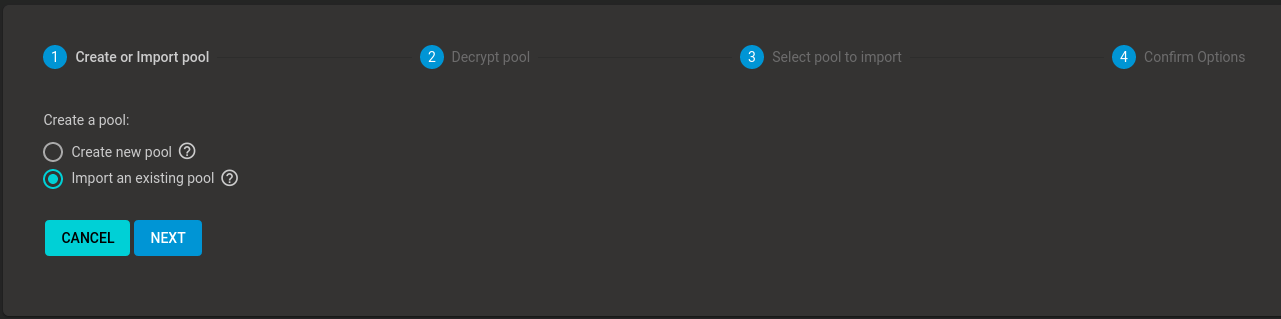 1 Create or Import pool 2 Decrypt pool 3 Select pool to import 4 Confirm Options
Create a pool:
Create new pool ?
Import an existing pool ?
CANCEL NEXT